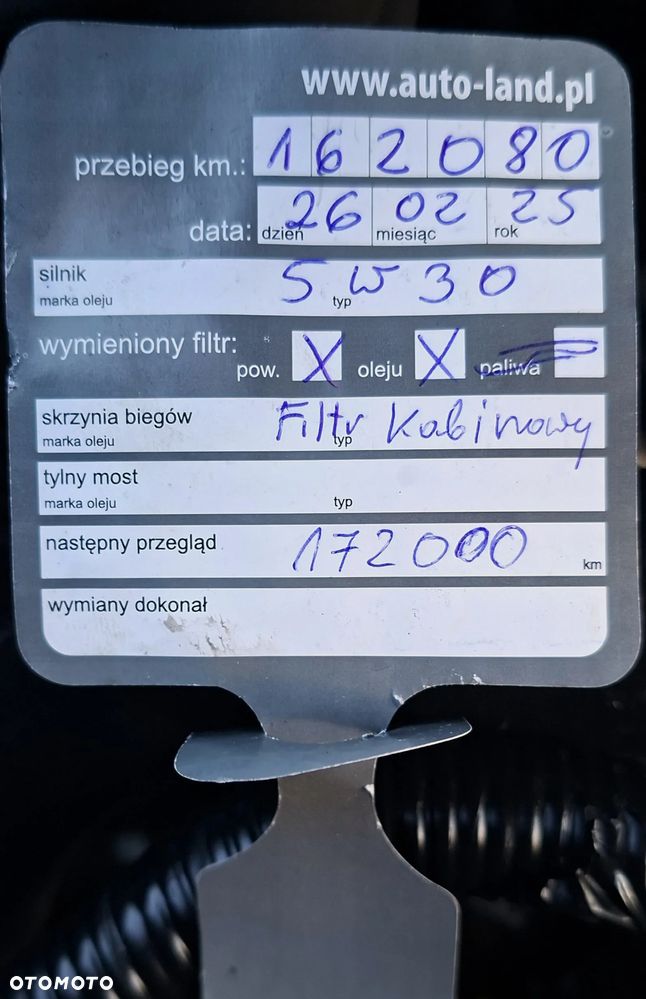 www.auto-land.pl
przebieg km.: 162080
data: 26 02 25
dzień miesiąc rok
silnik 5W30
marka oleju typ
wymieniony filtr:
pow. X oleju X paliwa
skrzynia biegów Filtr Kabinowy
marka oleju typ
tylny most
marka oleju typ
następny przegląd 172000 km
wymiany dokonał
OTOMOTO